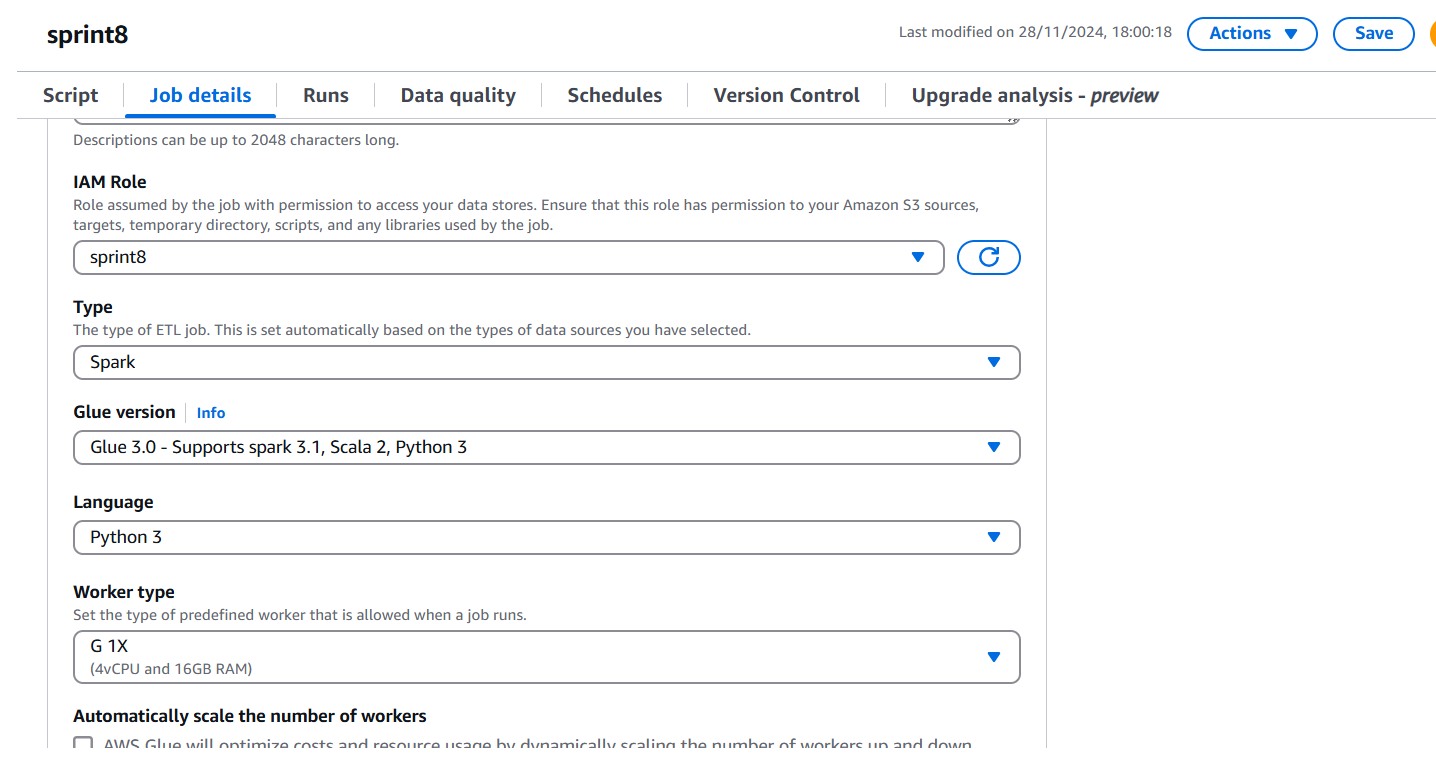 sprint8
Last modified on 28/11/2024, 18:00:18
Actions
Save
Script
Job details
Runs
Data quality
Schedules
Version Control
Upgrade analysis - preview
Descriptions can be up to 2048 characters long.
IAM Role
Role assumed by the job with permission to access your data stores. Ensure that this role has permission to your Amazon S3 sources,
targets, temporary directory, scripts, and any libraries used by the job.
sprint8
Type
The type of ETL job. This is set automatically based on the types of data sources you have selected.
Spark
Glue version
Info
Glue 3.0 - Supports spark 3.1, Scala 2, Python 3
Language
Python 3
Worker type
Set the type of predefined worker that is allowed when a job runs.
G 1X
(4vCPU and 16GB RAM)
Automatically scale the number of workers
AWS Glue will optimize costs and resource usage by dynamically scaling the number of workers up and down